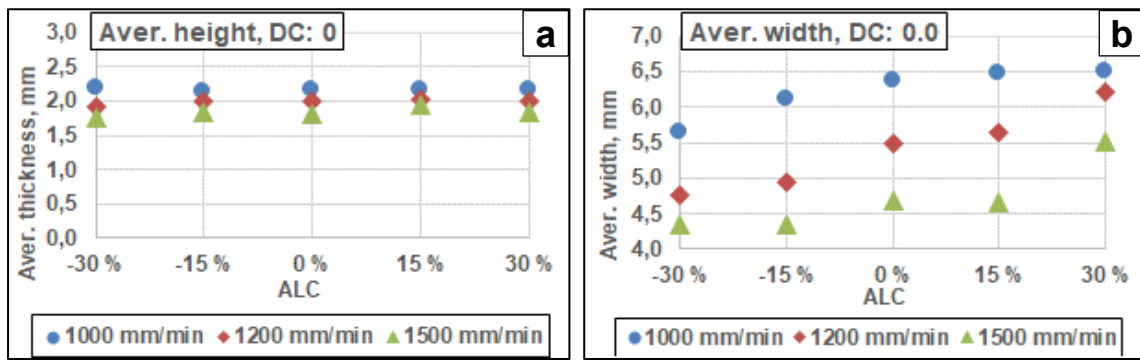 Aver. height, DC: 0
a
Aver. thickness, mm
3,0
2,5
2,0
1,5
1,0
0,5
0,0
-30 % -15 % 0 % 15 % 30 %
ALC
1000 mm/min 1200 mm/min 1500 mm/min
Aver. width, DC: 0.0
b
Aver. width, mm
7,0
6,5
6,0
5,5
5,0
4,5
4,0
-30 % -15 % 0 % 15 % 30 %
ALC
1000 mm/min 1200 mm/min 1500 mm/min